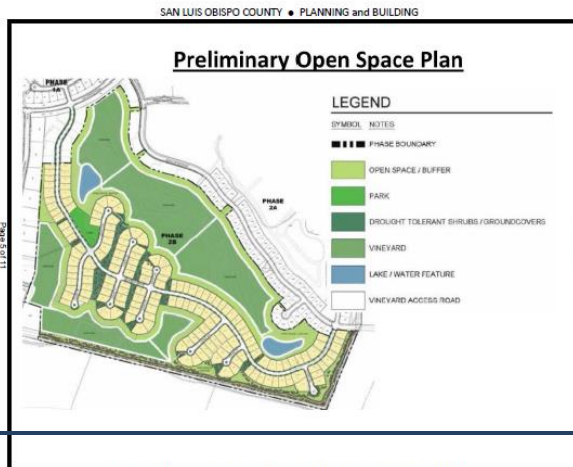 SAN LUIS OBISPO COUNTY ● PLANNING and BUILDING
Preliminary Open Space Plan
PHASE
1A
LEGEND
SYMBOL NOTES
PHASE BOUNDARY
OPEN SPACE / BUFFER
PARK
DROUGHT TOLERANT SHRUBS / GROUNDCOVERS
VINEYARD
LAKE / WATER FEATURE
VINEYARD ACCESS ROAD
PHASE
2A
PHASE
2B
Page 5 of 11